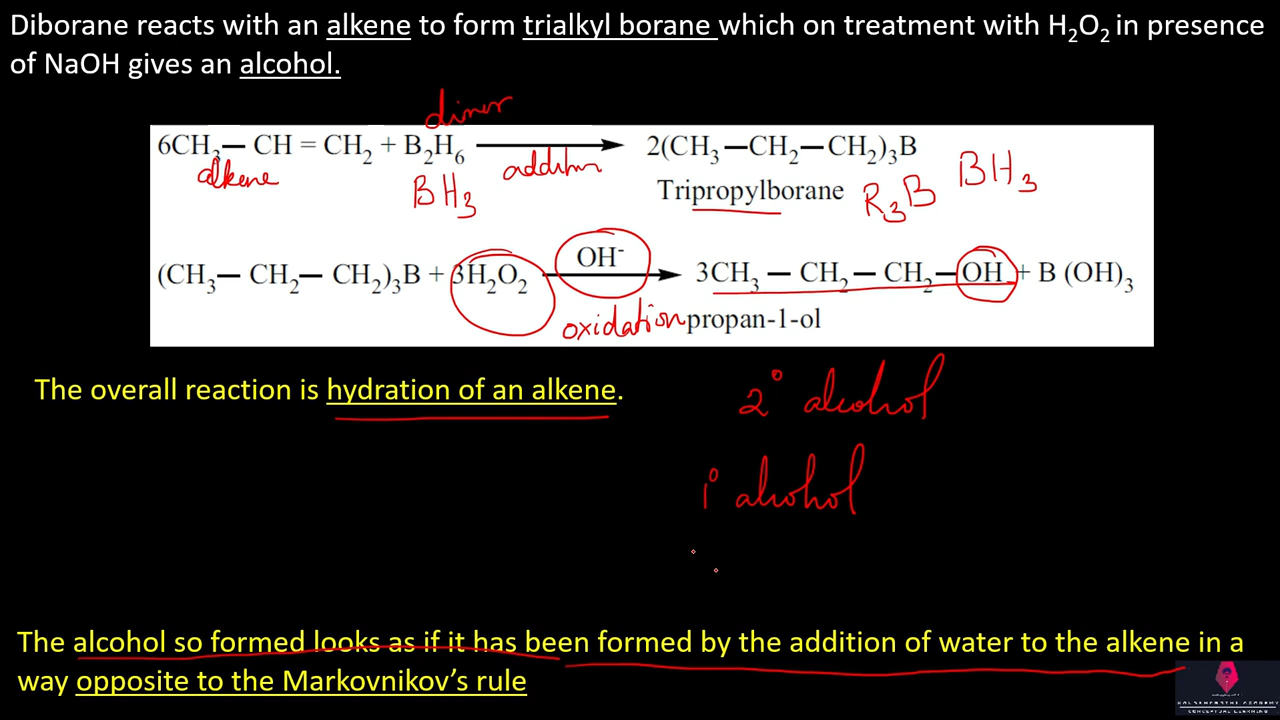 Diborane reacts with an alkene to form trialkyl borane which on treatment with H₂O₂ in presence
of NaOH gives an alcohol.
dimer
6CH₃— CH = CH₂ + B₂H₆ ⟶ 2(CH₃—CH₂—CH₂)₃B
alkene BH₃ addition Tripropylborane R₃B BH₃
(CH₃— CH₂— CH₂)₃B + 3H₂O₂ OH⁻ ⟶ 3CH₃ — CH₂ — CH₂ — OH + B (OH)₃
oxidation propan-1-ol
The overall reaction is hydration of an alkene.
2° alcohol
1° alcohol
The alcohol so formed looks as if it has been formed by the addition of water to the alkene in a
way opposite to the Markovnikov's rule